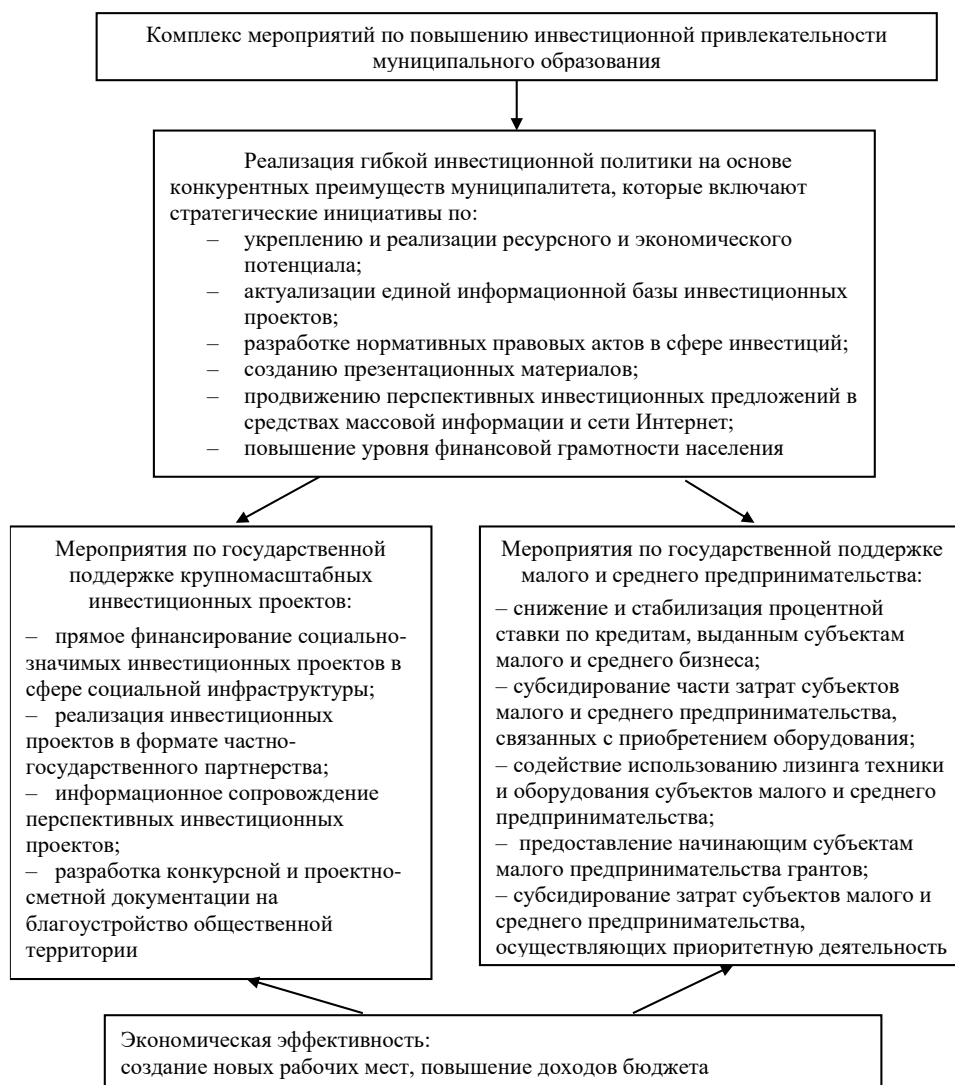 Комплекс мероприятий по повышению инвестиционной привлекательности
муниципального образования
Реализация гибкой инвестиционной политики на основе
конкурентных преимуществ муниципалитета, которые включают
стратегические инициативы по:
– укреплению и реализации ресурсного и экономического
потенциала;
– актуализации единой информационной базы инвестиционных
проектов;
– разработке нормативных правовых актов в сфере инвестиций;
– созданию презентационных материалов;
– продвижению перспективных инвестиционных предложений в
средствах массовой информации и сети Интернет;
– повышение уровня финансовой грамотности населения
Мероприятия по государственной
поддержке крупномасштабных
инвестиционных проектов:
– прямое финансирование социально-
значимых инвестиционных проектов в
сфере социальной инфраструктуры;
– реализация инвестиционных
проектов в формате частно-
государственного партнерства;
– информационное сопровождение
перспективных инвестиционных
проектов;
– разработка конкурсной и проектно-
сметной документации на
благоустройство общественной
территории
Мероприятия по государственной поддержке
малого и среднего предпринимательства:
– снижение и стабилизация процентной
ставки по кредитам, выданным субъектам
малого и среднего бизнеса;
– субсидирование части затрат субъектов
малого и среднего предпринимательства,
связанных с приобретением оборудования;
– содействие использованию лизинга техники
и оборудования субъектов малого и среднего
предпринимательства;
– предоставление начинающим субъектам
малого предпринимательства грантов;
– субсидирование затрат субъектов малого и
среднего предпринимательства,
осуществляющих приоритетную деятельность
Экономическая эффективность:
создание новых рабочих мест, повышение доходов бюджета